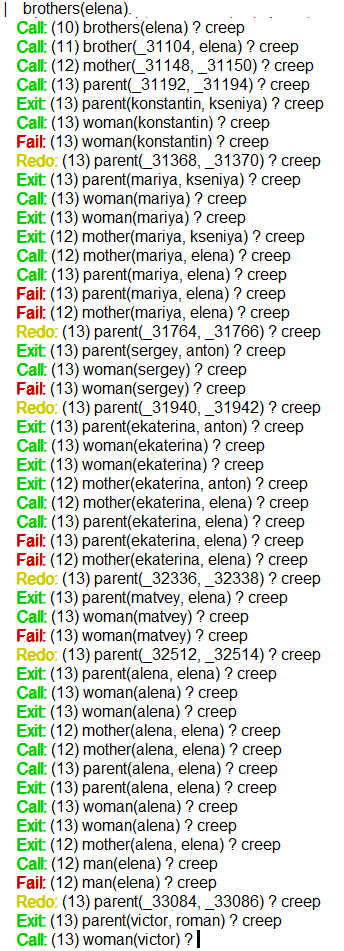 |    brothers(elena).
Call: (10) brothers(elena) ? creep
Call: (11) brother(_31104, elena) ? creep
Call: (12) mother(_31148, _31150) ? creep
Call: (13) parent(_31192, _31194) ? creep
Exit: (13) parent(konstantin, kseniya) ? creep
Call: (13) woman(konstantin) ? creep
Fail: (13) woman(konstantin) ? creep
Redo: (13) parent(_31368, _31370) ? creep
Exit: (13) parent(mariya, kseniya) ? creep
Call: (13) woman(mariya) ? creep
Exit: (13) woman(mariya) ? creep
Exit: (12) mother(mariya, kseniya) ? creep
Call: (12) mother(mariya, elena) ? creep
Call: (13) parent(mariya, elena) ? creep
Fail: (13) parent(mariya, elena) ? creep
Fail: (12) mother(mariya, elena) ? creep
Redo: (13) parent(_31764, _31766) ? creep
Exit: (13) parent(sergey, anton) ? creep
Call: (13) woman(sergey) ? creep
Fail: (13) woman(sergey) ? creep
Redo: (13) parent(_31940, _31942) ? creep
Exit: (13) parent(ekaterina, anton) ? creep
Call: (13) woman(ekaterina) ? creep
Exit: (13) woman(ekaterina) ? creep
Exit: (12) mother(ekaterina, anton) ? creep
Call: (12) mother(ekaterina, elena) ? creep
Call: (13) parent(ekaterina, elena) ? creep
Fail: (13) parent(ekaterina, elena) ? creep
Fail: (12) mother(ekaterina, elena) ? creep
Redo: (13) parent(_32336, _32338) ? creep
Exit: (13) parent(matvey, elena) ? creep
Call: (13) woman(matvey) ? creep
Fail: (13) woman(matvey) ? creep
Redo: (13) parent(_32512, _32514) ? creep
Exit: (13) parent(alena, elena) ? creep
Call: (13) woman(alena) ? creep
Exit: (13) woman(alena) ? creep
Exit: (12) mother(alena, elena) ? creep
Call: (12) mother(alena, elena) ? creep
Call: (13) parent(alena, elena) ? creep
Exit: (13) parent(alena, elena) ? creep
Call: (13) woman(alena) ? creep
Exit: (13) woman(alena) ? creep
Exit: (12) mother(alena, elena) ? creep
Call: (12) man(elena) ? creep
Fail: (12) man(elena) ? creep
Redo: (13) parent(_33084, _33086) ? creep
Exit: (13) parent(victor, roman) ? creep
Call: (13) woman(victor) ?